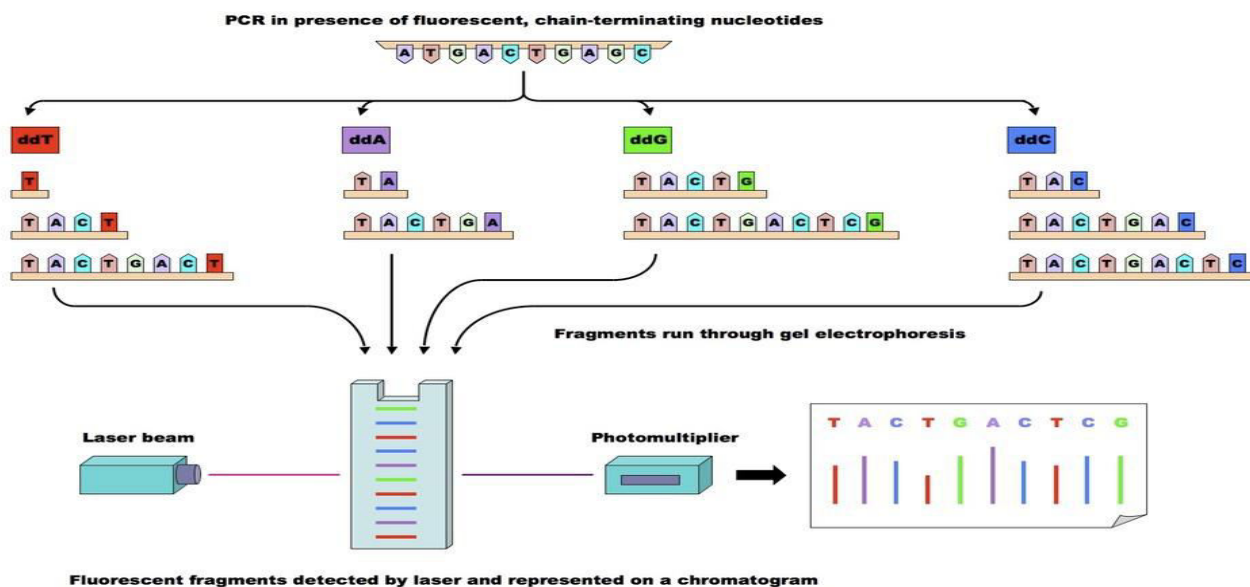 PCR in presence of fluorescent, chain-terminating nucleotides
A T G A C T G A G C
ddT
ddA
ddG
ddC
T
T A
T A C T G
T A C
T A C T
T A C T G A
T A C T G A C T C G
T A C T G A C
T A C T G A C T
T A C T G A C T C
Fragments run through gel electrophoresis
Laser beam
Photomultiplier
T A C T G A C T C G
Fluorescent fragments detected by laser and represented on a chromatogram